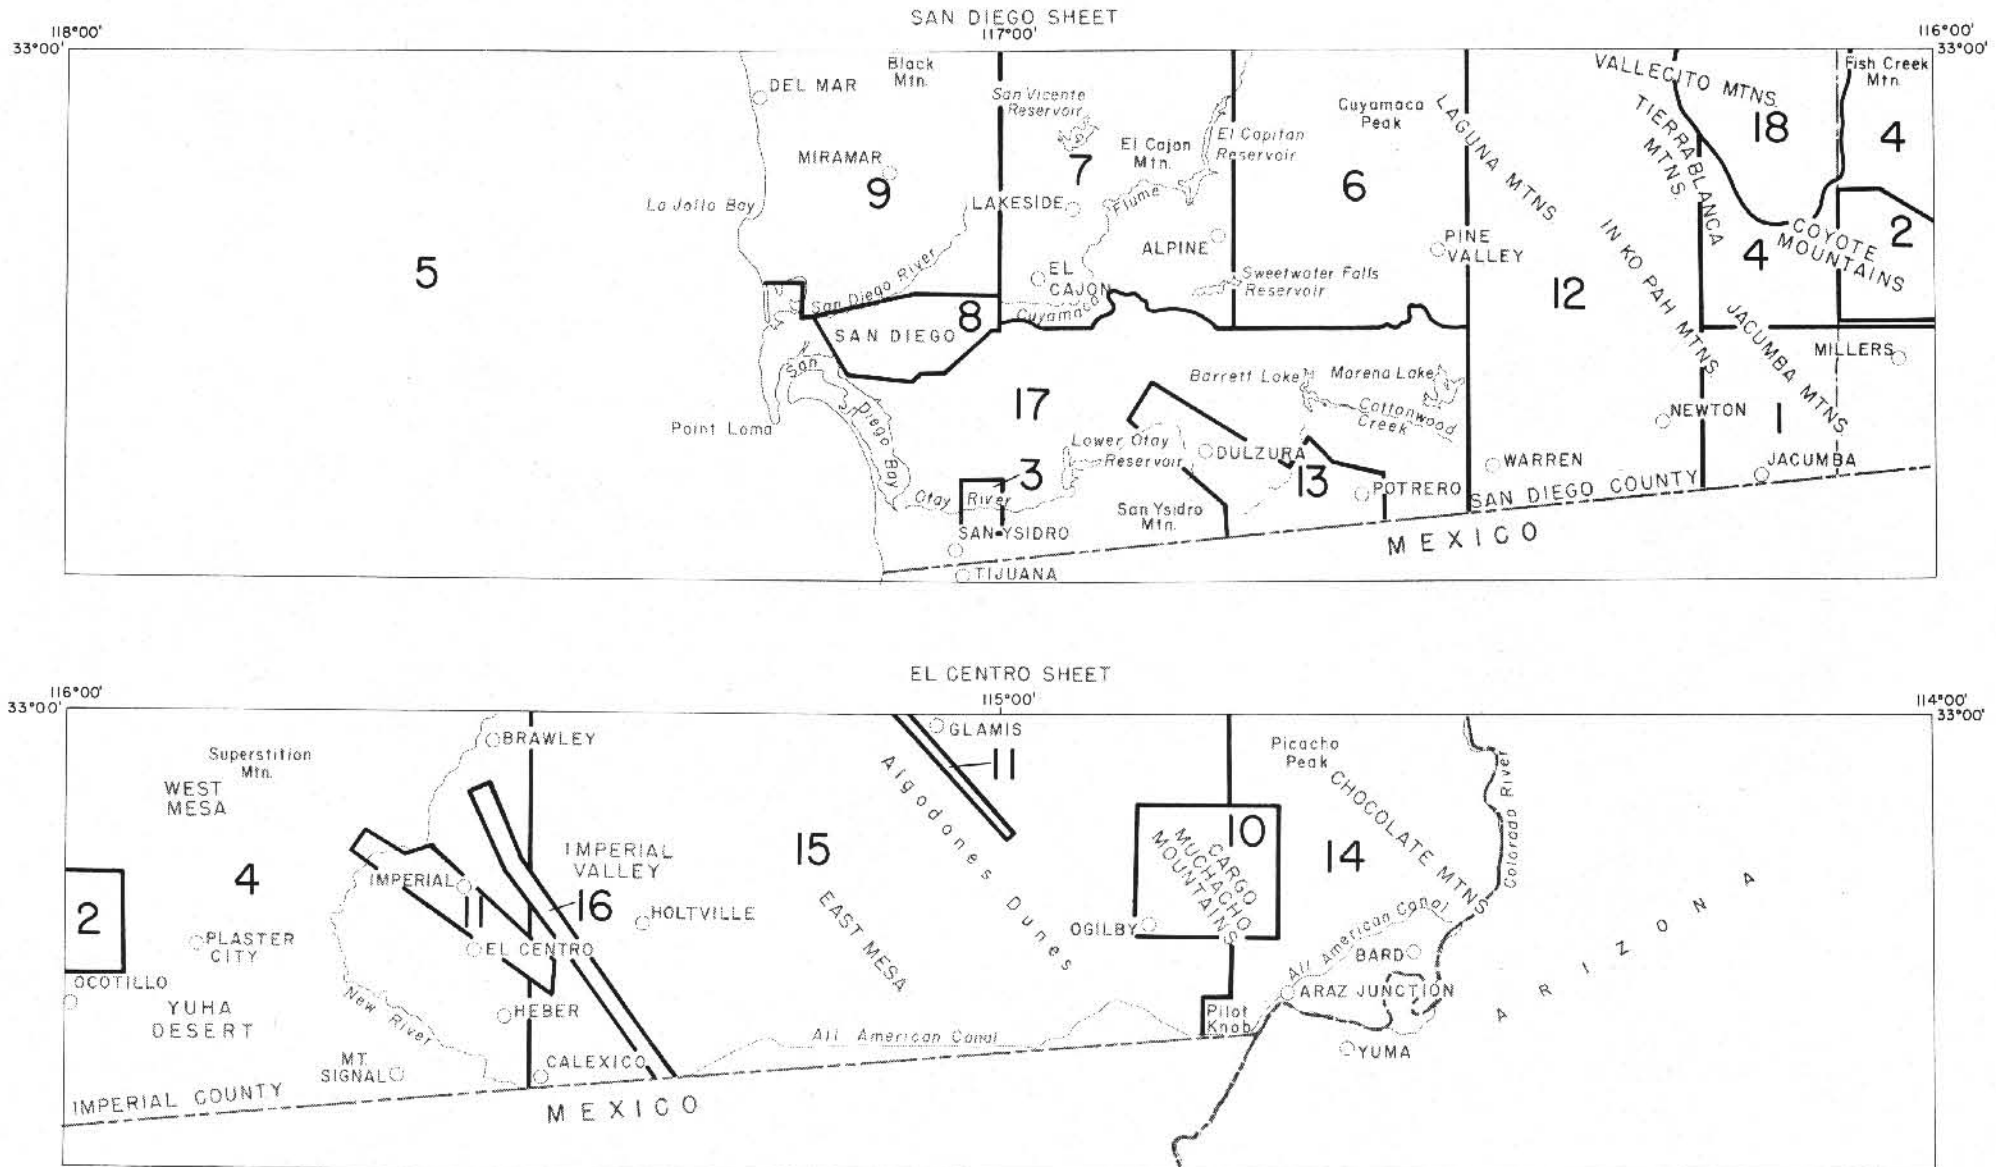 SAN DIEGO SHEET
118°00'
117°00'
116°00'
33°00'
33°00'
Black
Mtn.
DEL MAR
San Vicente
Reservoir
MIRAMAR
9
La Jolla Bay
7
El Cajon
Mtn.
El Capitan
Reservoir
LAKESIDE
Flume
ALPINE
EL
CAJON
Sweetwater Falls
Reservoir
Cuyamaca
Cuyamaca
Peak
6
LAGUNA MTNS
PINE
VALLEY
VALLECITO MTNS.
18
Fish Creek
Mtn.
4
TIERRA BLANCA
MTNS.
2
COYOTE
MOUNTAINS
4
IN KO PAH MTNS.
12
JACUMBA MTNS.
MILLERS
5
San Diego River
8
SAN DIEGO
San
Diego Bay
Point Loma
17
Barrett Lake
Morena Lake
Cottonwood
Creek
Lower Otay
Reservoir
DULZURA
3
13
POTRERO
Otay River
San Ysidro
Mtn.
SAN YSIDRO
TIJUANA
NEWTON
1
WARREN
JACUMBA
SAN DIEGO COUNTY
MEXICO
EL CENTRO SHEET
116°00'
115°00'
114°00'
33°00'
33°00'
Superstition
Mtn.
BRAWLEY
WEST
MESA
GLAMIS
11
Algodones Dunes
Picacho
Peak
CHOCOLATE MTNS
Colorado River
4
IMPERIAL
IMPERIAL
VALLEY
15
10
CARGO
MUCHACHO
MOUNTAINS
14
2
11
16
HOLTVILLE
EAST MESA
OGILBY
PLASTER
CITY
EL CENTRO
All American Canal
BARD
ARIZONA
OCOTILLO
YUHA
DESERT
New River
HEBER
ARAZ JUNCTION
Pilot
Knob
All American Canal
YUMA
MT.
SIGNAL
CALEXICO
IMPERIAL COUNTY
MEXICO